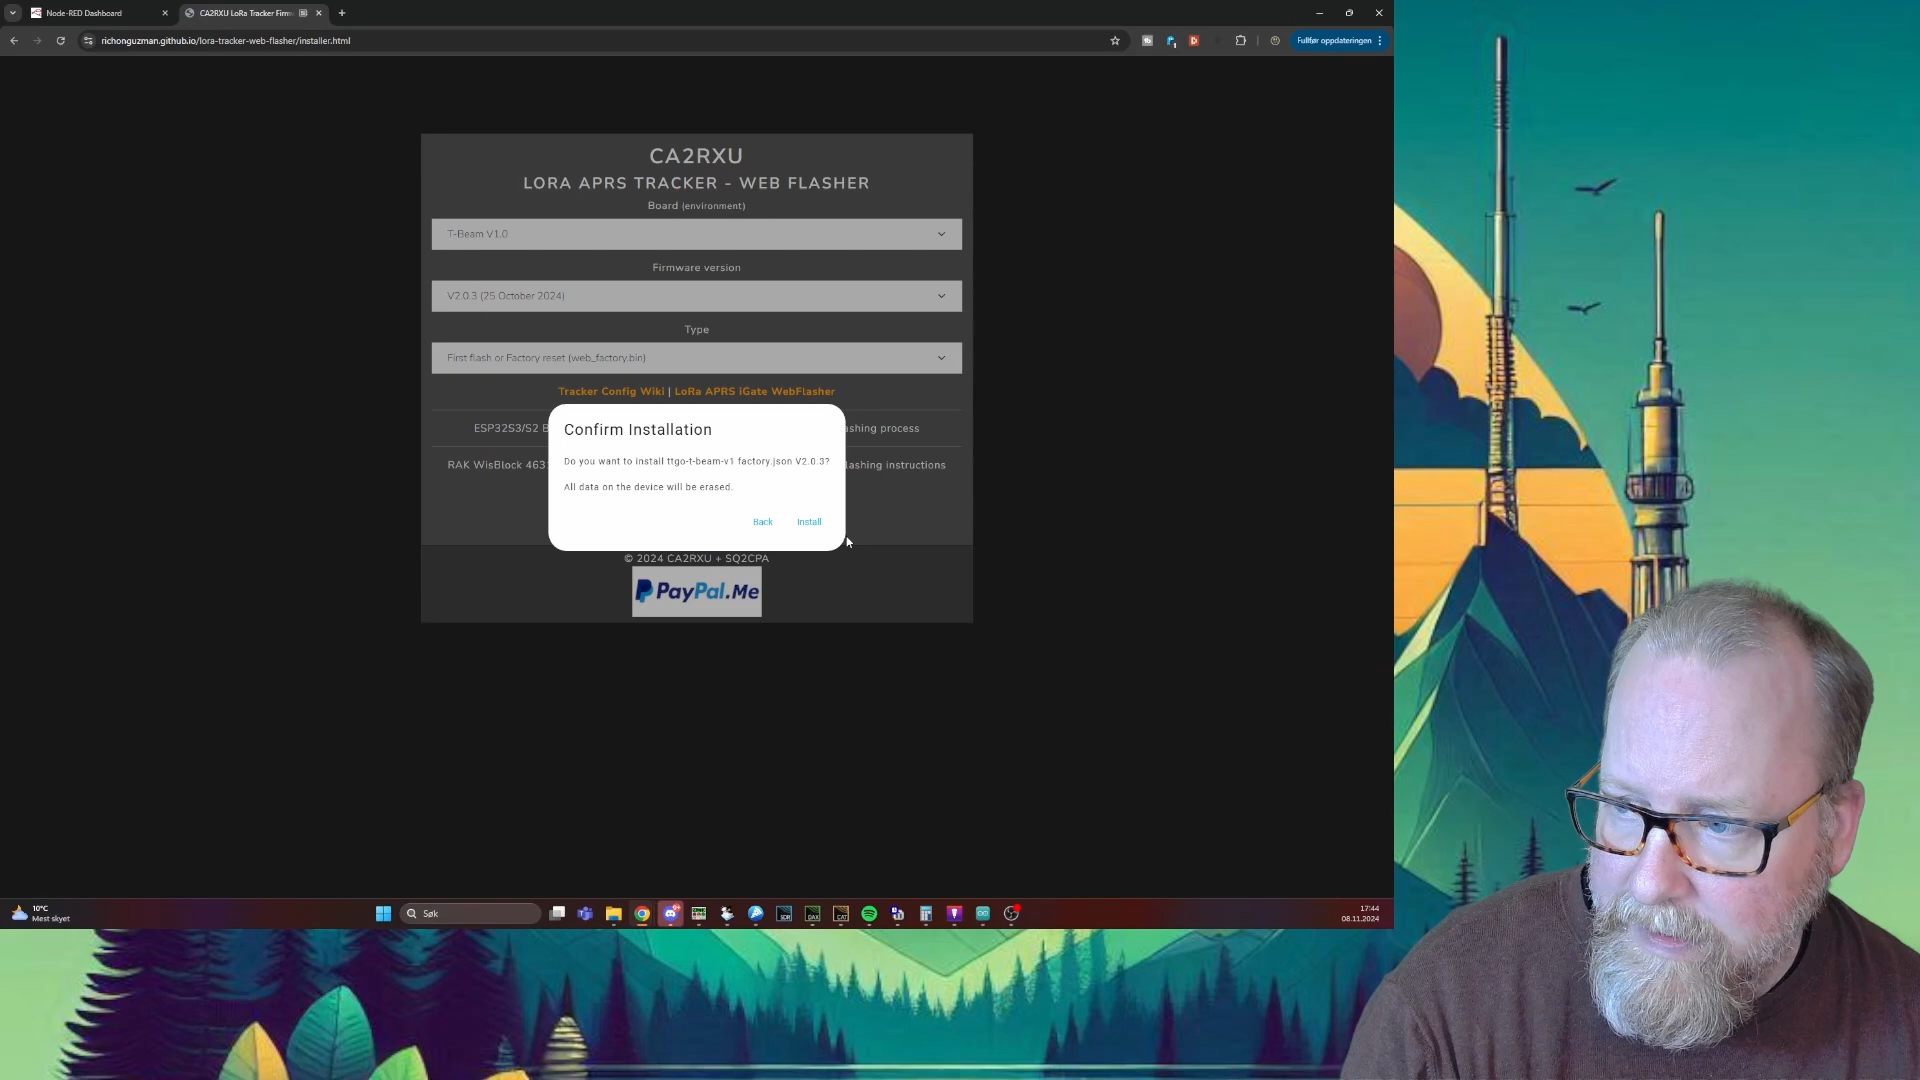 Node-RED Dashboard
CA2RXU LoRa Tracker Firm
richonguzman.github.io/lora-tracker-web-flasher/installer.html
Fullfør oppdateringen
CA2RXU
LORA APRS TRACKER - WEB FLASHER
Board (environment)
T-Beam V1.0
Firmware version
V2.0.3 (25 October 2024)
Type
First flash or Factory reset (web_factory.bin)
Tracker Config Wiki | LoRa APRS iGate WebFlasher
ESP32S3/S2 B
ashing process
RAK WisBlock 463
lashing instructions
Confirm Installation
Do you want to install ttgo-t-beam-v1 factory.json V2.0.3?
All data on the device will be erased.
Back Install
© 2024 CA2RXU + SQ2CPA
PayPal.Me
10°C
Mest skyet
Søk
SDR
DAX
CAT
17:44
08.11.2024